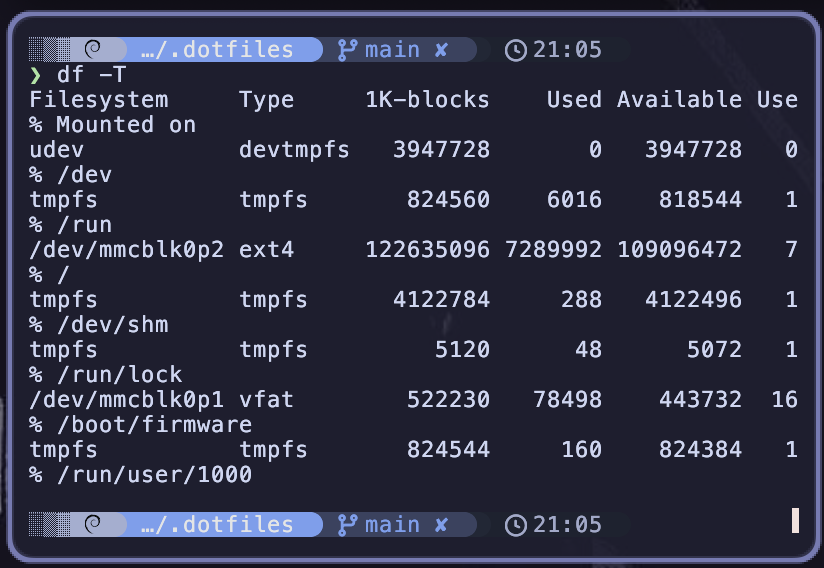 …/.dotfiles main ✘ 21:05
❯ df -T
Filesystem Type 1K-blocks Used Available Use
% Mounted on
udev devtmpfs 3947728 0 3947728 0
% /dev
tmpfs tmpfs 824560 6016 818544 1
% /run
/dev/mmcblk0p2 ext4 122635096 7289992 109096472 7
% /
tmpfs tmpfs 4122784 288 4122496 1
% /dev/shm
tmpfs tmpfs 5120 48 5072 1
% /run/lock
/dev/mmcblk0p1 vfat 522230 78498 443732 16
% /boot/firmware
tmpfs tmpfs 824544 160 824384 1
% /run/user/1000
…/.dotfiles main ✘ 21:05